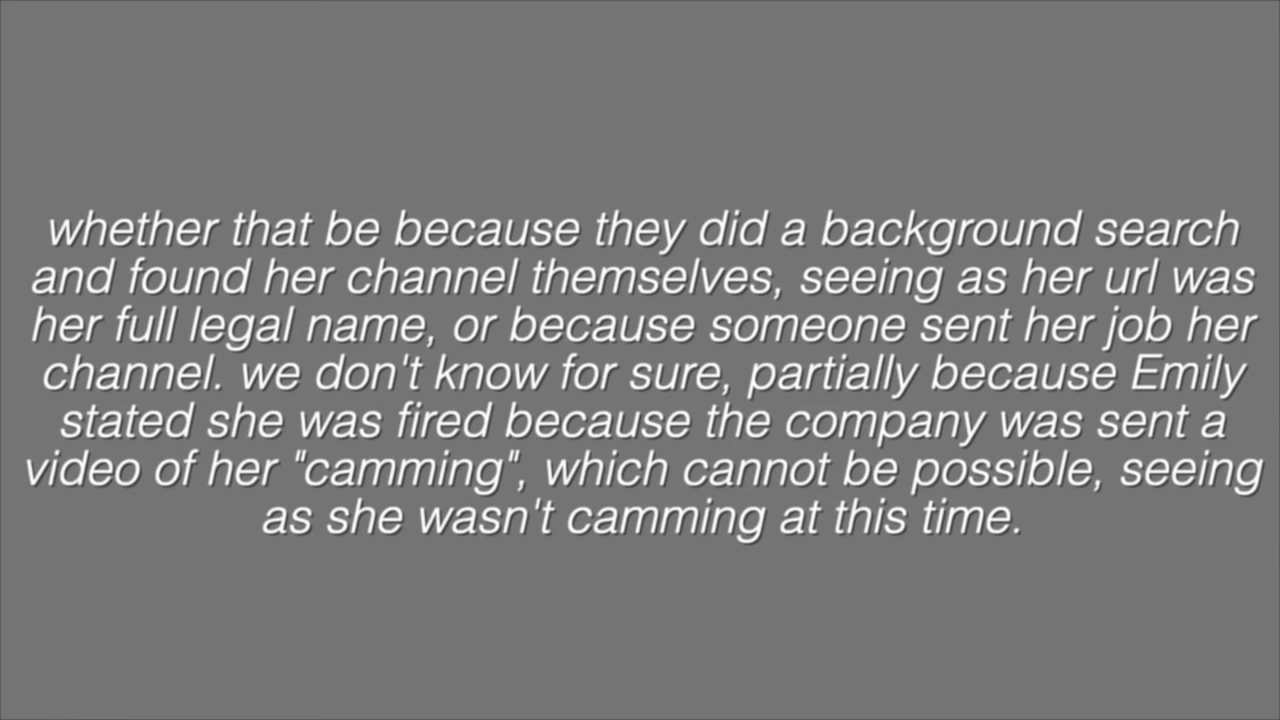 whether that be because they did a background search
and found her channel themselves, seeing as her url was
her full legal name, or because someone sent her job her
channel. we don't know for sure, partially because Emily
stated she was fired because the company was sent a
video of her "camming", which cannot be possible, seeing
as she wasn't camming at this time.